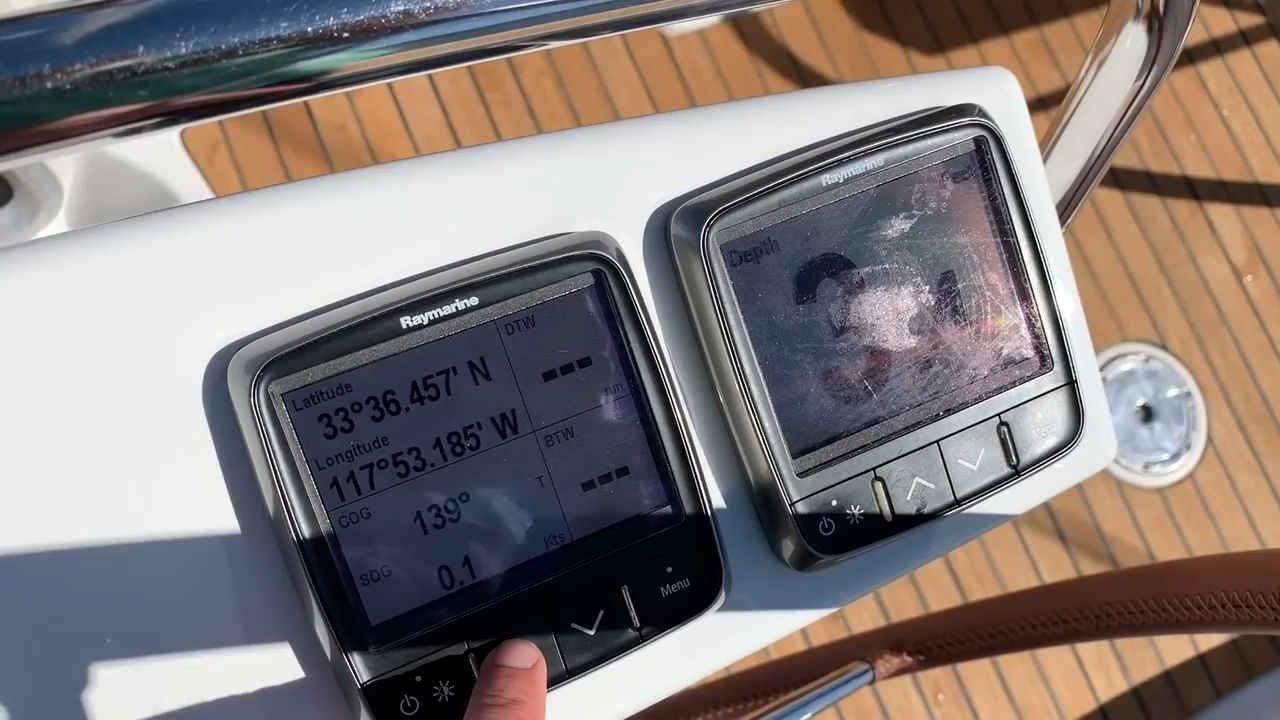 Raymarine
Latitude
33°36.457' N
Longitude
117°53.185' W
COG
139°
T
SOG
0.1
Kts
DTW
---
nm
BTW
---
Menu
Raymarine
Depth